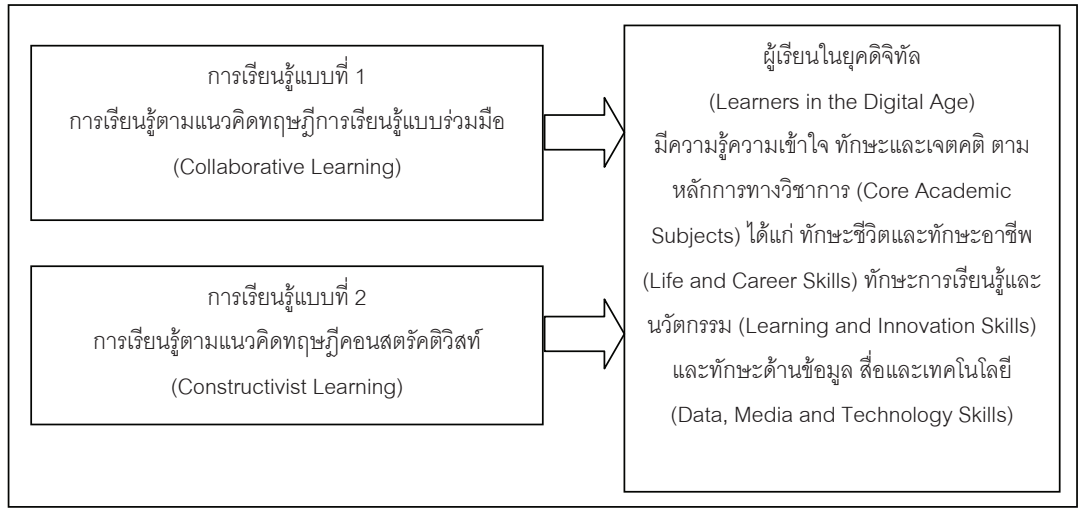 การเรียนรู้แบบที่ 1
การเรียนรู้ตามแนวคิดทฤษฎีการเรียนรู้แบบร่วมมือ
(Collaborative Learning)
การเรียนรู้แบบที่ 2
การเรียนรู้ตามแนวคิดทฤษฎีคอนสตรัคติวิสท์
(Constructivist Learning)
ผู้เรียนในยุคดิจิทัล
(Learners in the Digital Age)
มีความรู้ความเข้าใจ ทักษะและเจตคติ ตาม
หลักการทางวิชาการ (Core Academic
Subjects) ได้แก่ ทักษะชีวิตและทักษะอาชีพ
(Life and Career Skills) ทักษะการเรียนรู้และ
นวัตกรรม (Learning and Innovation Skills)
และทักษะด้านข้อมูล สื่อและเทคโนโลยี
(Data, Media and Technology Skills)